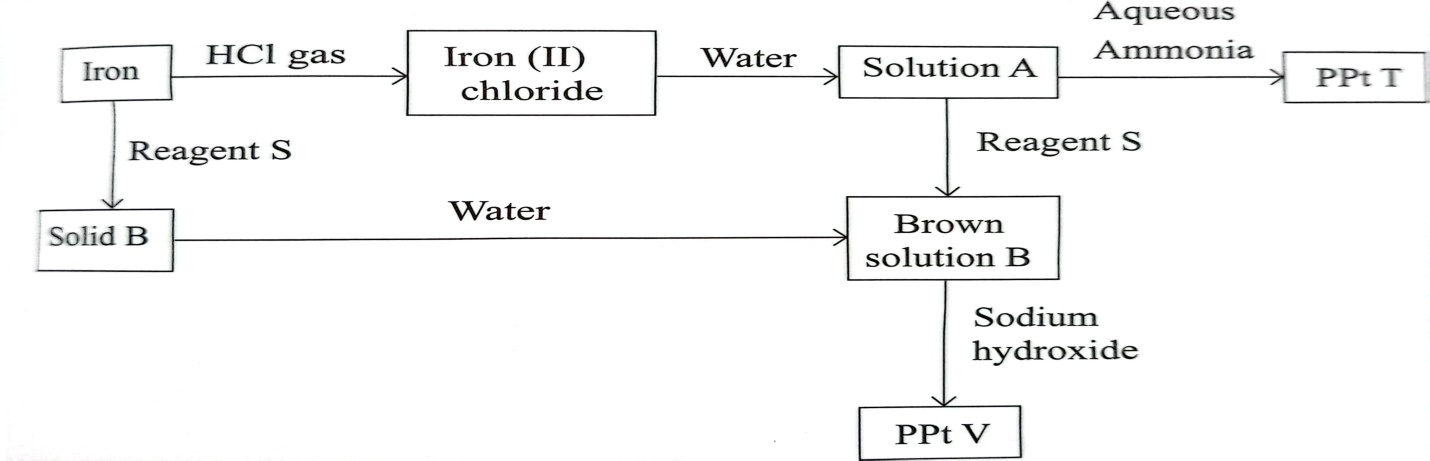 Aqueous
Ammonia
Iron
HCl gas
Iron (II)
chloride
Water
Solution A
PPt T
Reagent S
Reagent S
Solid B
Water
Brown
solution B
Sodium
hydroxide
PPt V